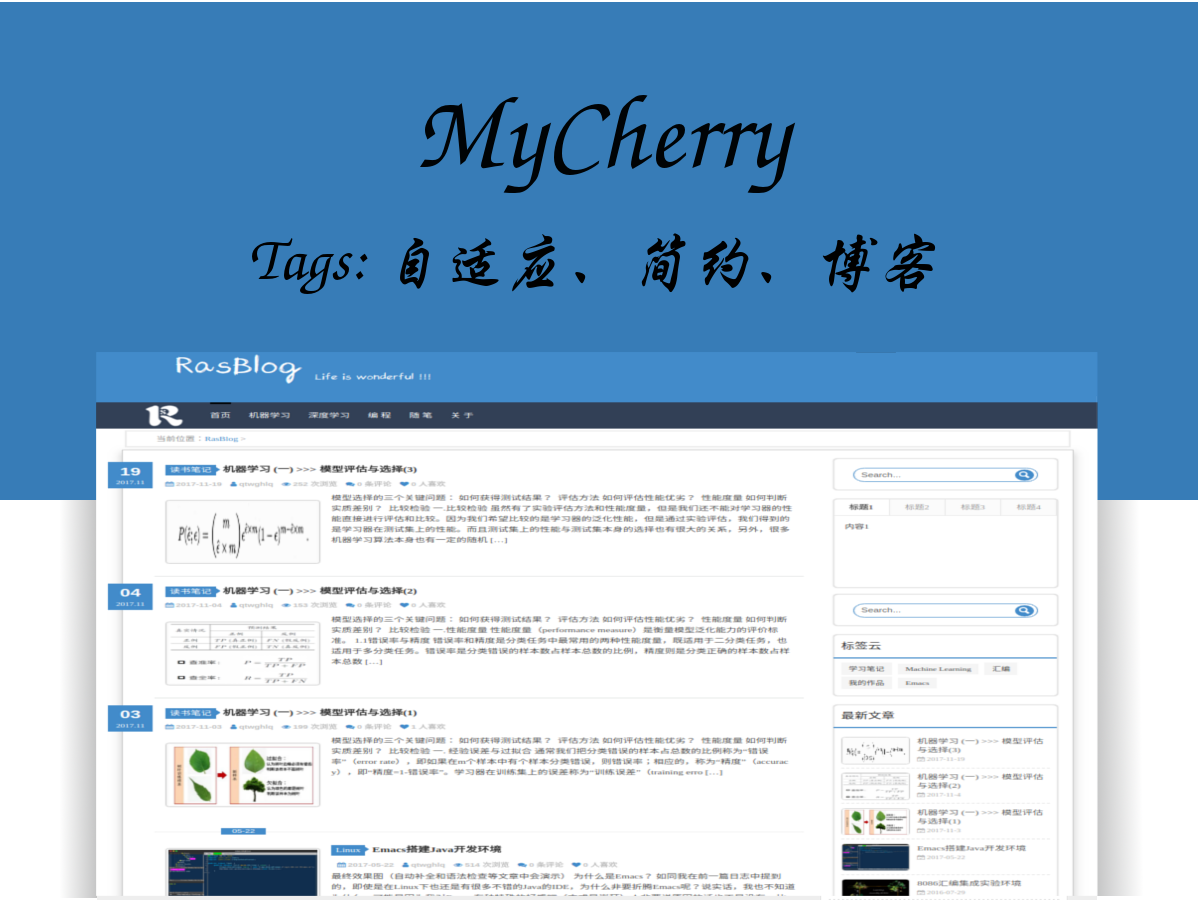 MyCherry
Tags: 自适应、简约、博客
RasBlog Life is wonderful !!!
首页 机器学习 深度学习 编程 随笔 关于
当前位置：RasBlog >
19
2017.11
读书笔记 机器学习 (一) >>> 模型评估与选择(3)
2017-11-19 qtwghlq 252 次浏览 0 条评论 0 人喜欢
模型选择的三个关键问题： 如何获得测试结果？ 评估方法 如何评估性能优劣？ 性能度量 如何判断
实质差别？ 比较检验 一.比较检验 虽然有了实验评估方法和性能度量，但是我们还不能对学习器的性
能直接进行评估和比较。因为我们希望比较的是学习器的泛化性能，但是通过实验评估，我们得到的
是学习器在测试集上的性能。而且测试集上的性能与测试集本身的选择也有很大的关系，另外，很多
机器学习算法本身也有一定的随机 […]
04
2017.11
读书笔记 机器学习 (一) >>> 模型评估与选择(2)
2017-11-04 qtwghlq 153 次浏览 0 条评论 0 人喜欢
模型选择的三个关键问题： 如何获得测试结果？ 评估方法 如何评估性能优劣？ 性能度量 如何判断
实质差别？ 比较检验 一.性能度量 性能度量（performance measure）是衡量模型泛化能力的评价标
准。 1.1错误率与精度 错误率和精度是分类任务中最常用的两种性能度量，既适用于二分类任务，也
适用于多分类任务。错误率是分类错误的样本数占样本总数的比例，精度则是分类正确的样本数占样
本总数 […]
03
2017.11
读书笔记 机器学习 (一) >>> 模型评估与选择(1)
2017-11-03 qtwghlq 199 次浏览 0 条评论 1 人喜欢
模型选择的三个关键问题： 如何获得测试结果？ 评估方法 如何评估性能优劣？ 性能度量 如何判断
实质差别？ 比较检验 一. 经验误差与过拟合 通常我们把分类错误的样本占总数的比例称为“错误
率”（error rate），即如果在m个样本中有个样本分类错误，则错误率；相应的，称为“精度”（accurac
y），即“精度=1-错误率”。学习器在训练集上的误差称为“训练误差”（training erro […]
05-22
Linux Emacs搭建Java开发环境
2017-05-22 qtwghlq 514 次浏览 0 条评论 0 人喜欢
最终效果图（自动补全和语法检查等文章中会演示） 为什么是Emacs？如同我在前一篇日志中提到
的，即使是在Linux下也还是有很多不错的Java的IDE，为什么非要折腾Emacs呢？说实话，我也不知道
Search...
标题1 标题2 标题3 标题4
内容1
Search...
标签云
学习笔记 Machine Learning 汇编
我的作品 Emacs
最新文章
机器学习 (一) >>> 模型评估
与选择(3)
2017-11-19
机器学习 (一) >>> 模型评估
与选择(2)
2017-11-4
机器学习 (一) >>> 模型评估
与选择(1)
2017-11-3
Emacs搭建Java开发环境
2017-05-22
8086汇编集成实验环境
2016-07-29